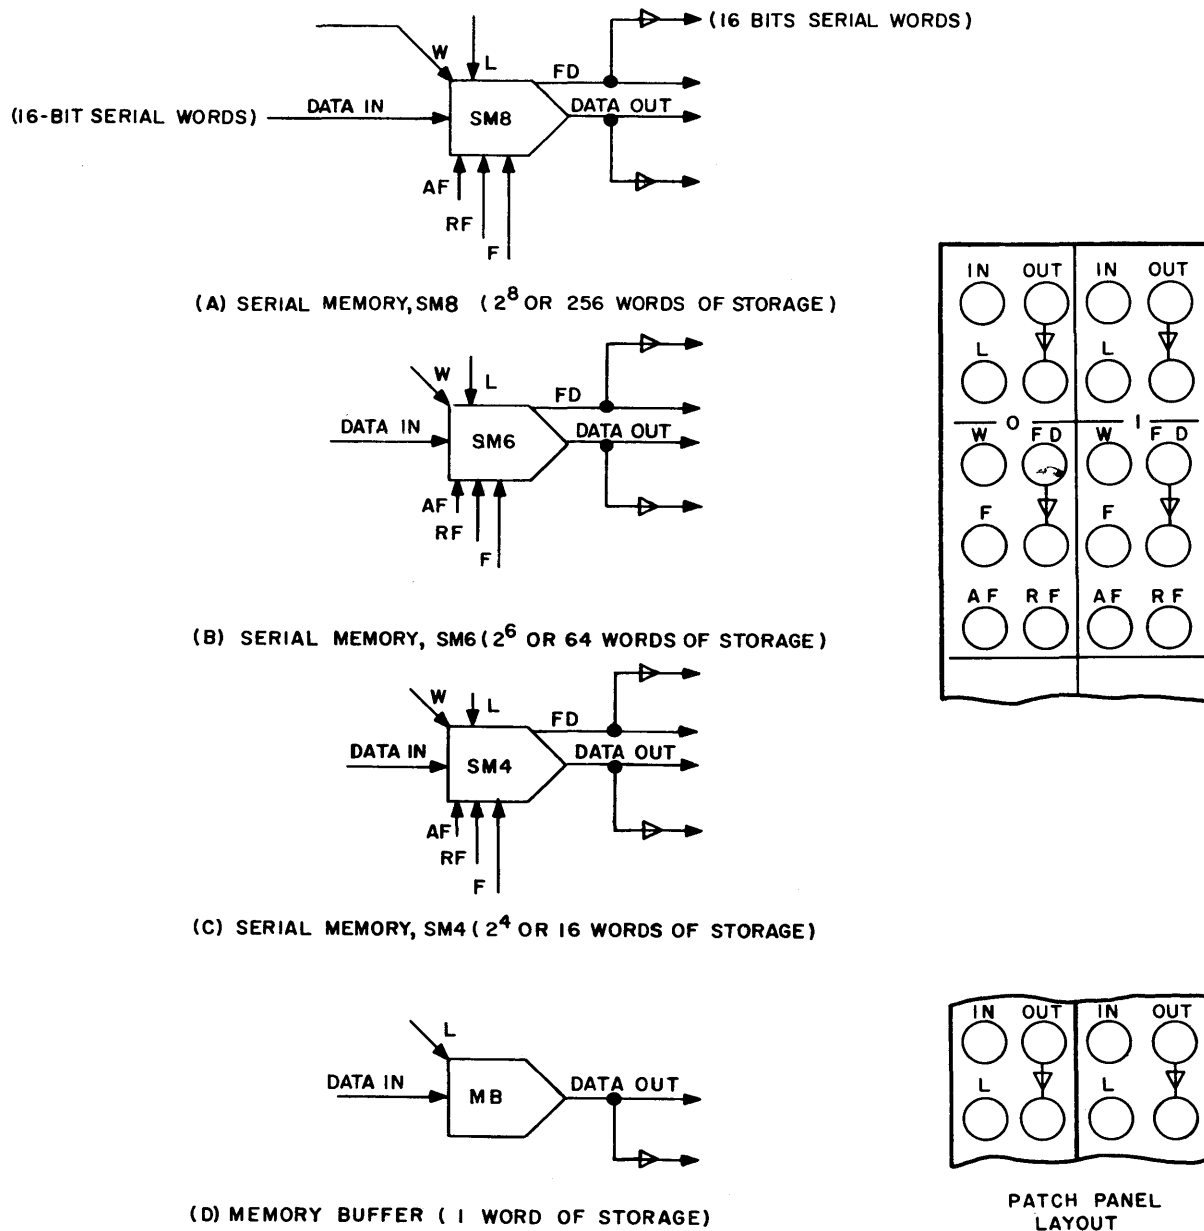 (16 BITS SERIAL WORDS)
W
L
FD
(16-BIT SERIAL WORDS)
DATA IN
SM8
DATA OUT
AF
RF
F
(A) SERIAL MEMORY, SM8 (2^8 OR 256 WORDS OF STORAGE)
W
L
FD
DATA IN
SM6
DATA OUT
AF
RF
F
(B) SERIAL MEMORY, SM6 (2^6 OR 64 WORDS OF STORAGE)
W
L
FD
DATA IN
SM4
DATA OUT
AF
RF
F
(C) SERIAL MEMORY, SM4 (2^4 OR 16 WORDS OF STORAGE)
L
DATA IN
MB
DATA OUT
(D) MEMORY BUFFER (1 WORD OF STORAGE)
IN OUT IN OUT
L L
0 1
W FD W FD
F F
AF RF AF RF
IN OUT IN OUT
L L
PATCH PANEL
LAYOUT